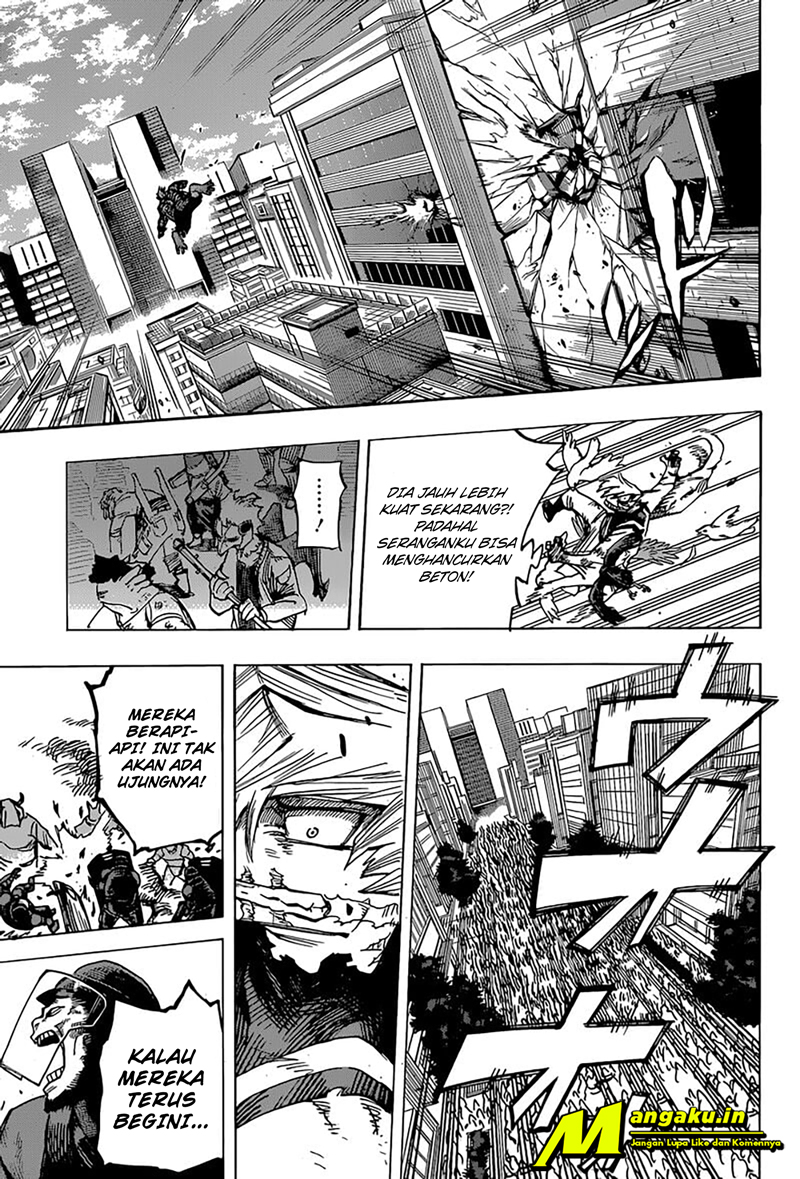 DIA JAUH LEBIH
KUAT SEKARANG?!
PADAHAL
SERANGANKU BISA
MENGHANCURKAN
BETON!
......!
ウオオ
MEREKA
BERAPI-
API! INI TAK
AKAN ADA
UJUNGNYA!
KALAU
MEREKA
TERUS
BEGINI...
Mangaku.in
Jangan Lupa Like dan Komennya